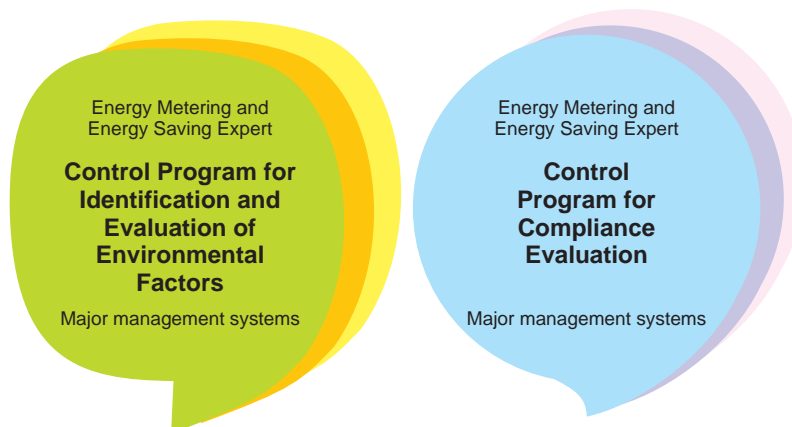 Energy Metering and
Energy Saving Expert
Control Program for
Identification and
Evaluation of
Environmental
Factors
Major management systems
Energy Metering and
Energy Saving Expert
Control
Program for
Compliance
Evaluation
Major management systems